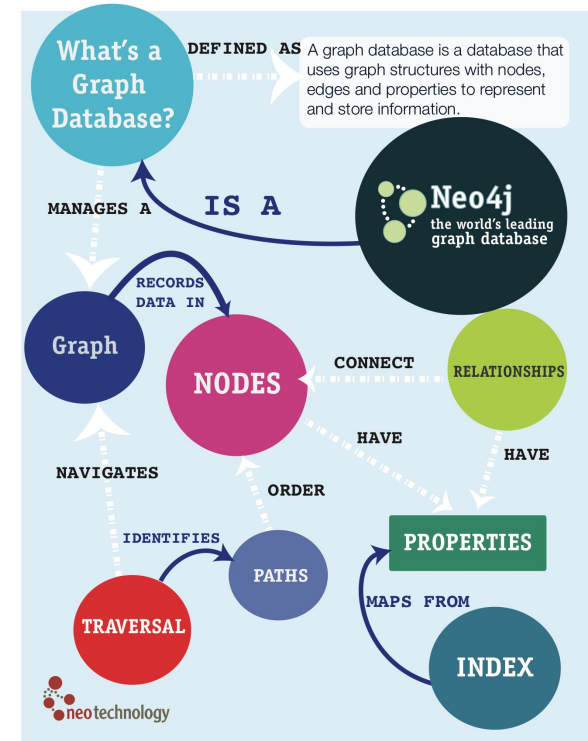 What's a
Graph
Database?
DEFINED AS
A graph database is a database that
uses graph structures with nodes,
edges and properties to represent
and store information.
MANAGES A
IS A
Neo4j
the world's leading
graph database
RECORDS
DATA IN
Graph
NODES
CONNECT
RELATIONSHIPS
HAVE
HAVE
NAVIGATES
ORDER
IDENTIFIES
PATHS
PROPERTIES
MAPS FROM
TRAVERSAL
INDEX
neotechnology